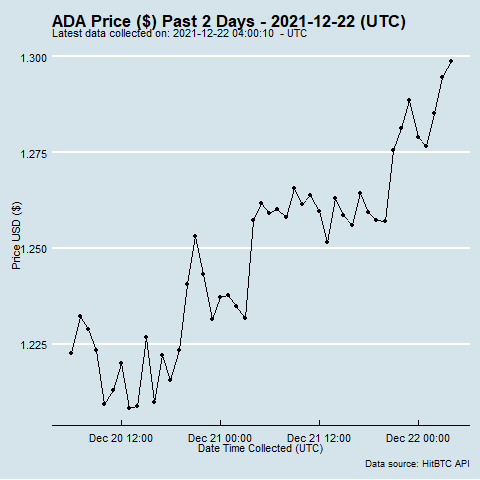 ADA Price ($) Past 2 Days - 2021-12-22 (UTC)
Latest data collected on: 2021-12-22 04:00:10 - UTC
1.300
1.275
1.250
1.225
Price USD ($)
Dec 20 12:00 Dec 21 00:00 Dec 21 12:00 Dec 22 00:00
Date Time Collected (UTC)
Data source: HitBTC API